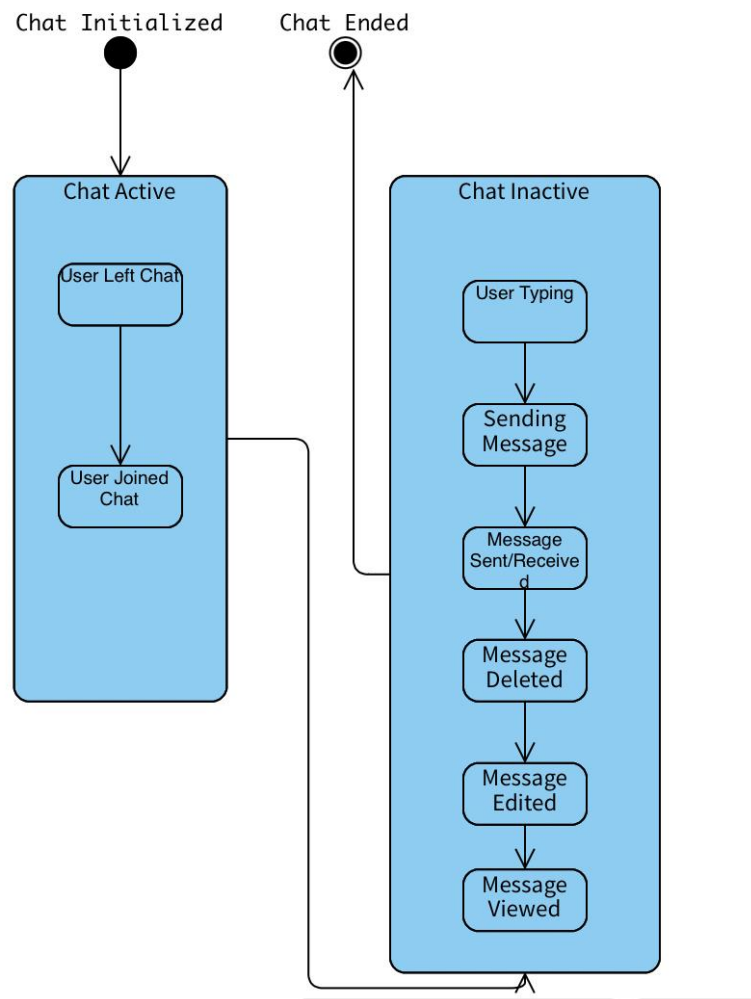 Chat Initialized
Chat Ended
Chat Active
User Left Chat
User Joined
Chat
Chat Inactive
User Typing
Sending
Message
Message
Sent/Receive
d
Message
Deleted
Message
Edited
Message
Viewed